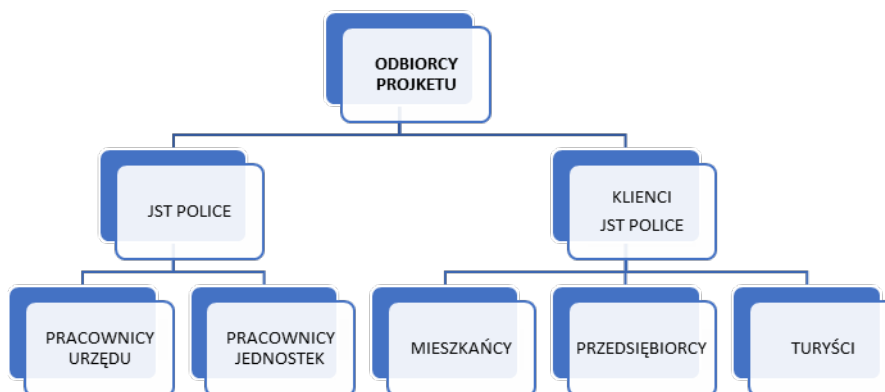 ODBIORCY
PROJKETU
JST POLICE
KLIENCI
JST POLICE
PRACOWNICY
URZĘDU
PRACOWNICY
JEDNOSTEK
MIESZKAŃCY
PRZEDSIĘBIORCY
TURYŚCI